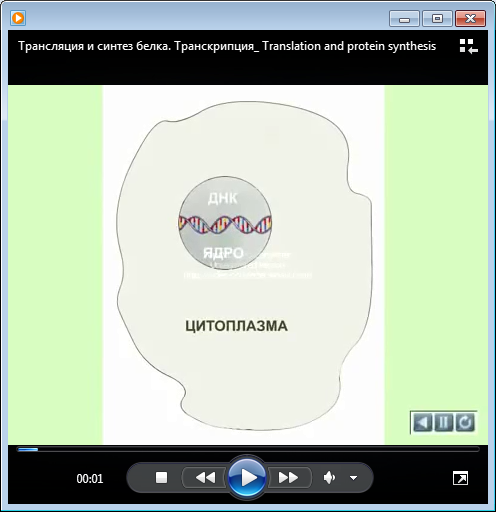 Трансляция и синтез белка. Транскрипция_ Translation and protein synthesis
ДНК
ЯДРО
ЦИТОПЛАЗМА
00:01